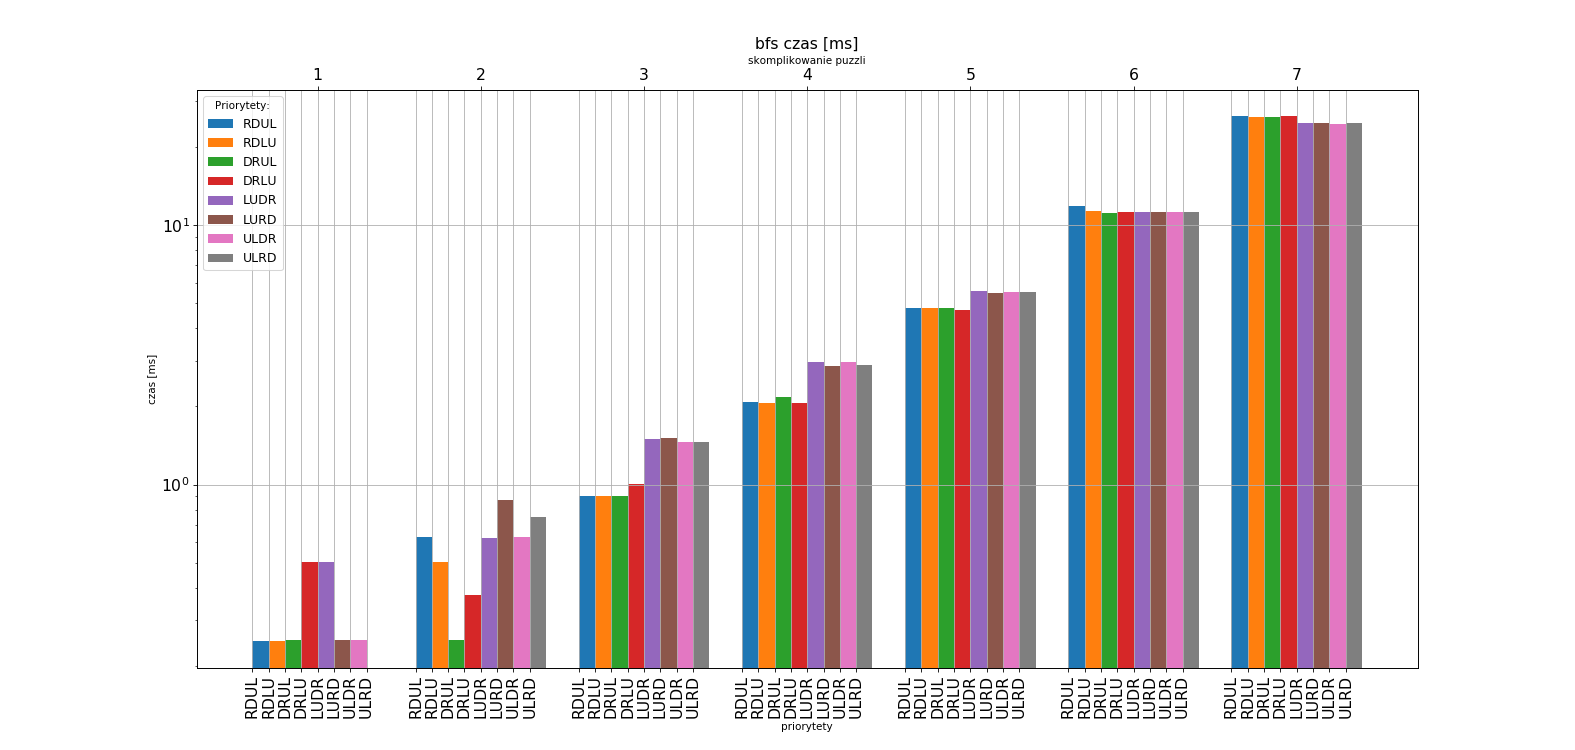 bfs czas [ms]
skomplikowanie puzzli
1 2 3 4 5 6 7
Priorytety:
RDUL
RDLU
DRUL
DRLU
LUDR
LURD
ULDR
ULRD
10^1
czas [ms]
10^0
RDUL RDLU DRUL DRLU LUDR LURD ULDR ULRD RDUL RDLU DRUL DRLU LUDR LURD ULDR ULRD RDUL RDLU DRUL DRLU LUDR LURD ULDR ULRD RDUL RDLU DRUL DRLU LUDR LURD ULDR ULRD RDUL RDLU DRUL DRLU LUDR LURD ULDR ULRD RDUL RDLU DRUL DRLU LUDR LURD ULDR ULRD RDUL RDLU DRUL DRLU LUDR LURD ULDR ULRD
priorytety